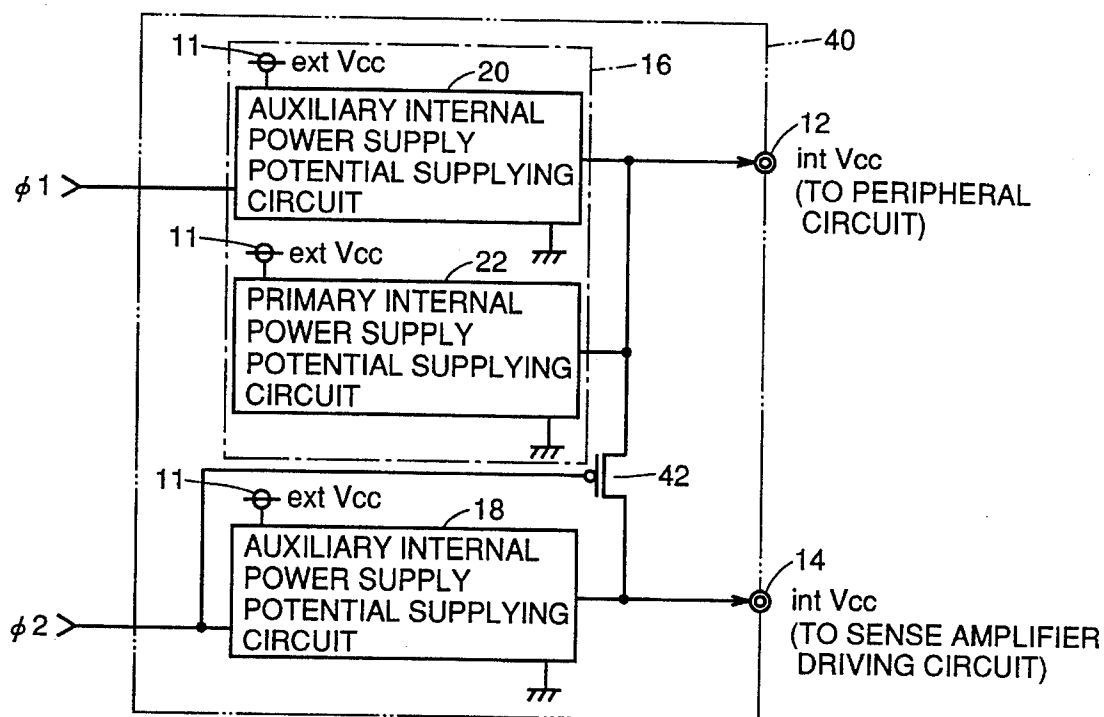 11
ext Vcc
40
16
20
AUXILIARY INTERNAL
POWER SUPPLY
POTENTIAL SUPPLYING
CIRCUIT
12
int Vcc
(TO PERIPHERAL
CIRCUIT)
φ1
11
ext Vcc
22
PRIMARY INTERNAL
POWER SUPPLY
POTENTIAL SUPPLYING
CIRCUIT
42
11
ext Vcc
18
AUXILIARY INTERNAL
POWER SUPPLY
POTENTIAL SUPPLYING
CIRCUIT
φ2
14
int Vcc
(TO SENSE AMPLIFIER
DRIVING CIRCUIT)